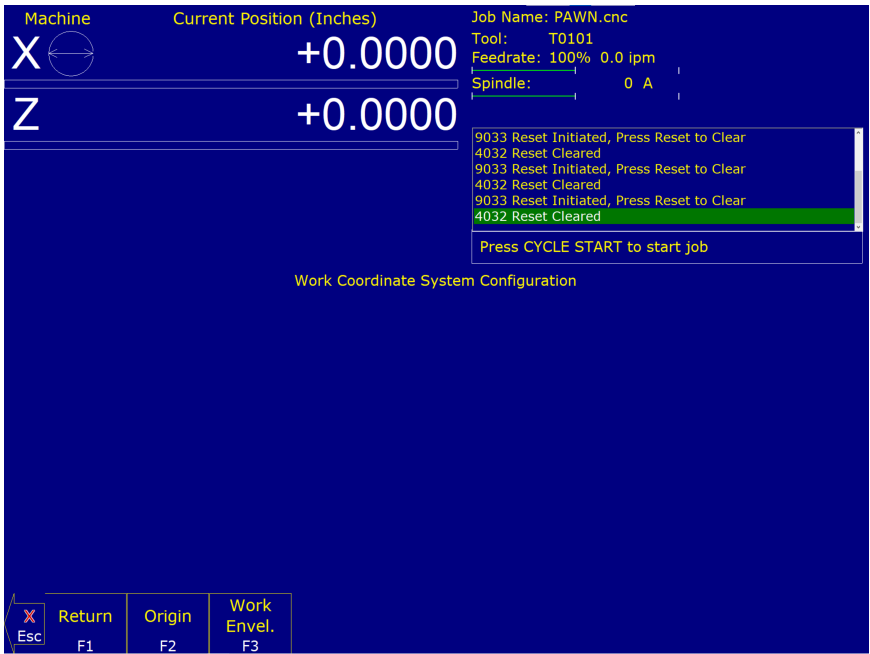 Machine
Current Position (Inches)
X +0.0000
Z +0.0000
Job Name: PAWN.cnc
Tool: T0101
Feedrate: 100% 0.0 ipm
Spindle: 0 A
9033 Reset Initiated, Press Reset to Clear
4032 Reset Cleared
9033 Reset Initiated, Press Reset to Clear
4032 Reset Cleared
9033 Reset Initiated, Press Reset to Clear
4032 Reset Cleared
Press CYCLE START to start job
Work Coordinate System Configuration
X
Esc
Return
F1
Origin
F2
Work
Envel.
F3